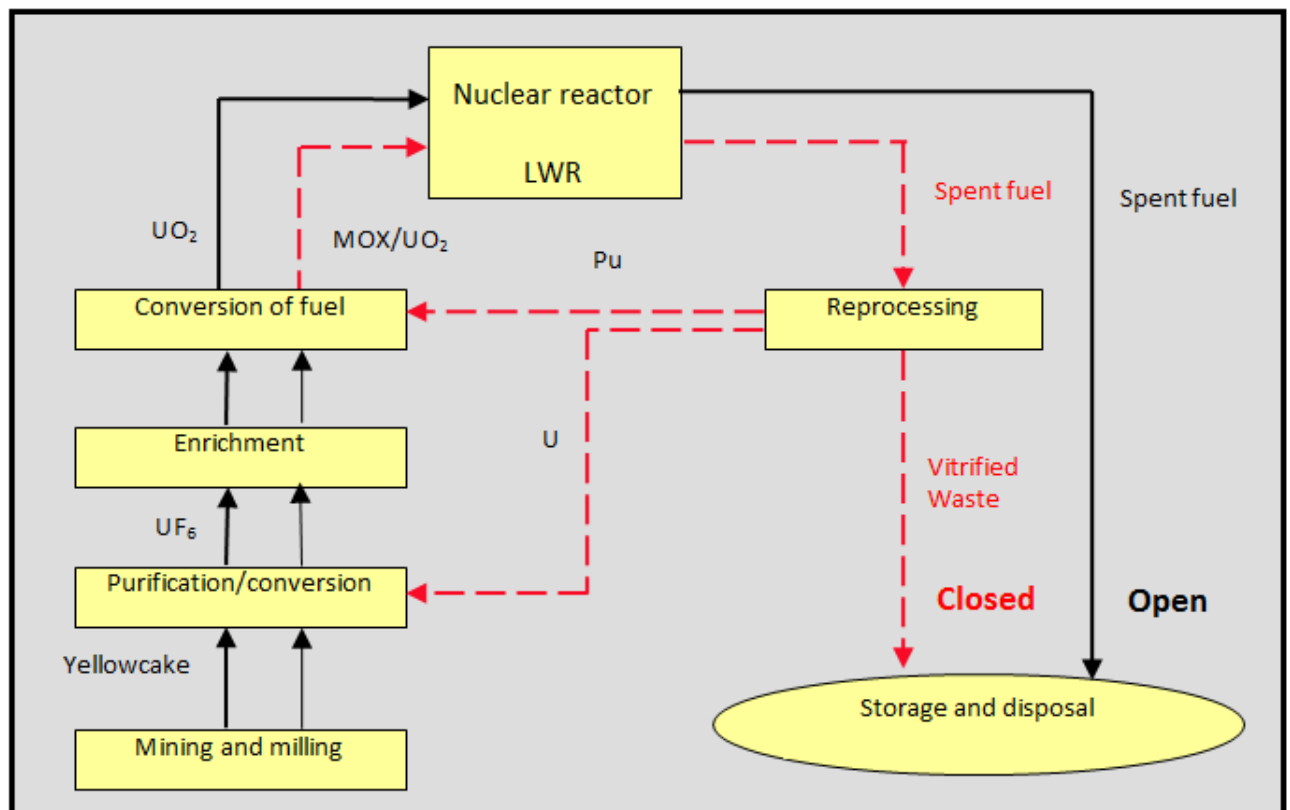 Nuclear reactor
LWR
Spent fuel
Spent fuel
UO₂
MOX/UO₂
Pu
Conversion of fuel
Reprocessing
Enrichment
U
Vitrified
Waste
UF₆
Purification/conversion
Closed
Open
Yellowcake
Storage and disposal
Mining and milling